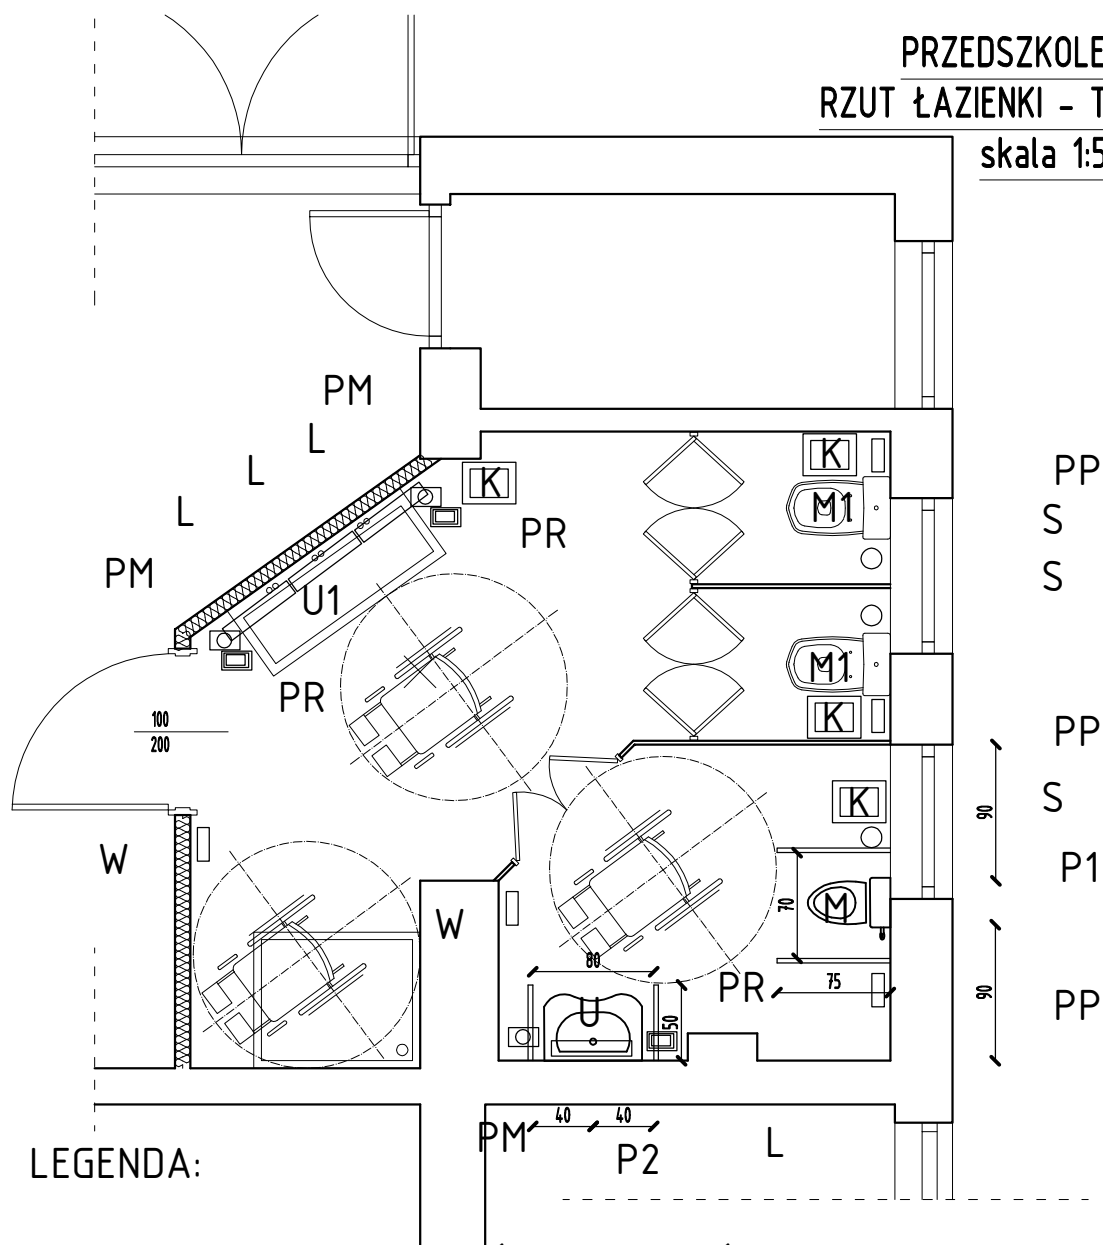 PRZEDSZKOLE
RZUT ŁAZIENKI - T
skala 1:5
PM
L
L
L
PM
K
PR
U1
PR
K
M1
M1
K
PP
S
S
PP
S
P1
PP
100
200
W
W
K
M
70
75
80
50
90
90
PR
40
40
PM
P2
L
LEGENDA: